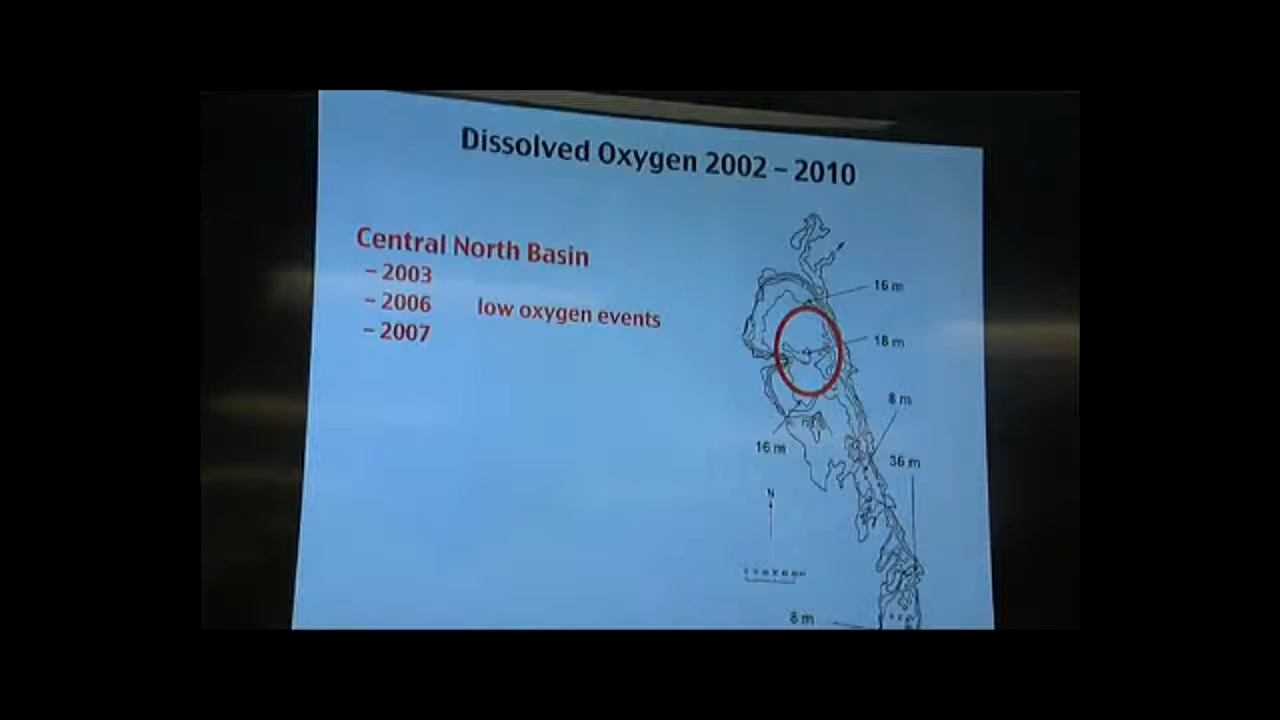 Dissolved Oxygen 2002 – 2010
Central North Basin
– 2003
– 2006 low oxygen events
– 2007
16 m
18 m
8 m
16 m
36 m
N
8 m